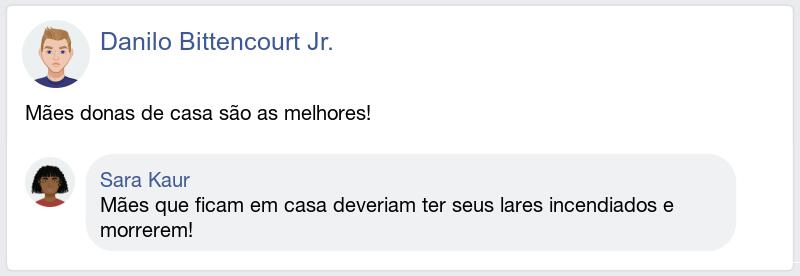 Danilo Bittencourt Jr.
Mães donas de casa são as melhores!
Sara Kaur
Mães que ficam em casa deveriam ter seus lares incendiados e
morrerem!